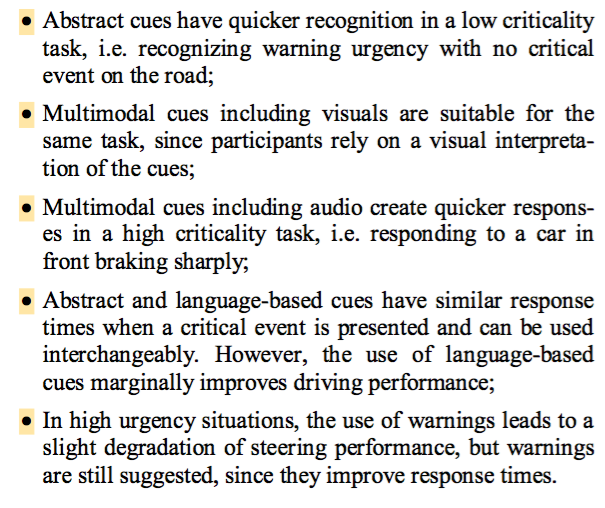 • Abstract cues have quicker recognition in a low criticality
task, i.e. recognizing warning urgency with no critical
event on the road;
• Multimodal cues including visuals are suitable for the
same task, since participants rely on a visual interpreta-
tion of the cues;
• Multimodal cues including audio create quicker respons-
es in a high criticality task, i.e. responding to a car in
front braking sharply;
• Abstract and language-based cues have similar response
times when a critical event is presented and can be used
interchangeably. However, the use of language-based
cues marginally improves driving performance;
• In high urgency situations, the use of warnings leads to a
slight degradation of steering performance, but warnings
are still suggested, since they improve response times.